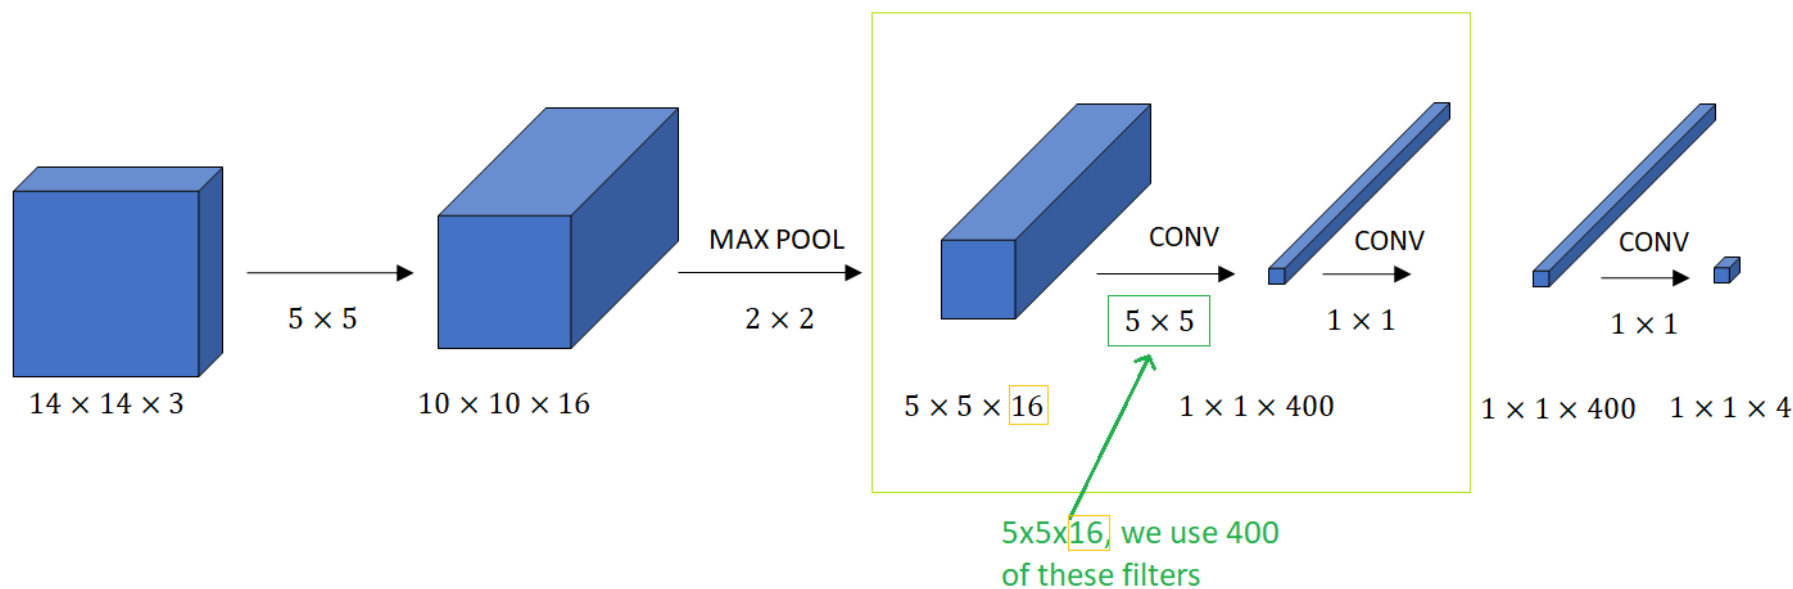 MAX POOL
CONV
CONV
CONV
5 × 5
2 × 2
5 × 5
1 × 1
1 × 1
14 × 14 × 3
10 × 10 × 16
5 × 5 × 16
1 × 1 × 400
1 × 1 × 400
1 × 1 × 4
5x5x16, we use 400
of these filters